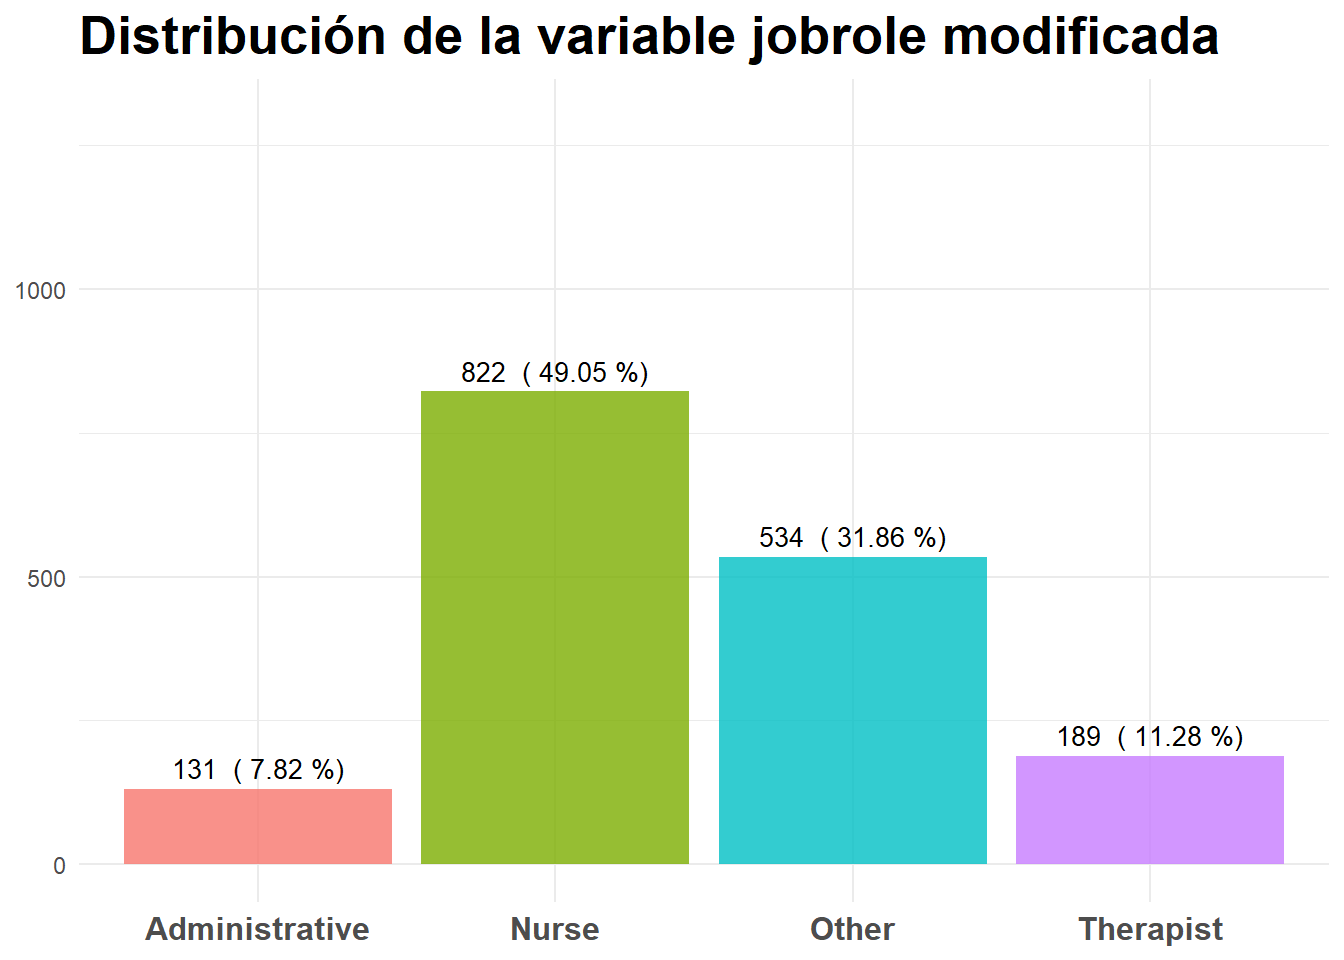 Distribución de la variable jobrole modificada
1000
822  ( 49.05 %)
534  ( 31.86 %)
500
189  ( 11.28 %)
131  ( 7.82 %)
0
Administrative Nurse Other Therapist